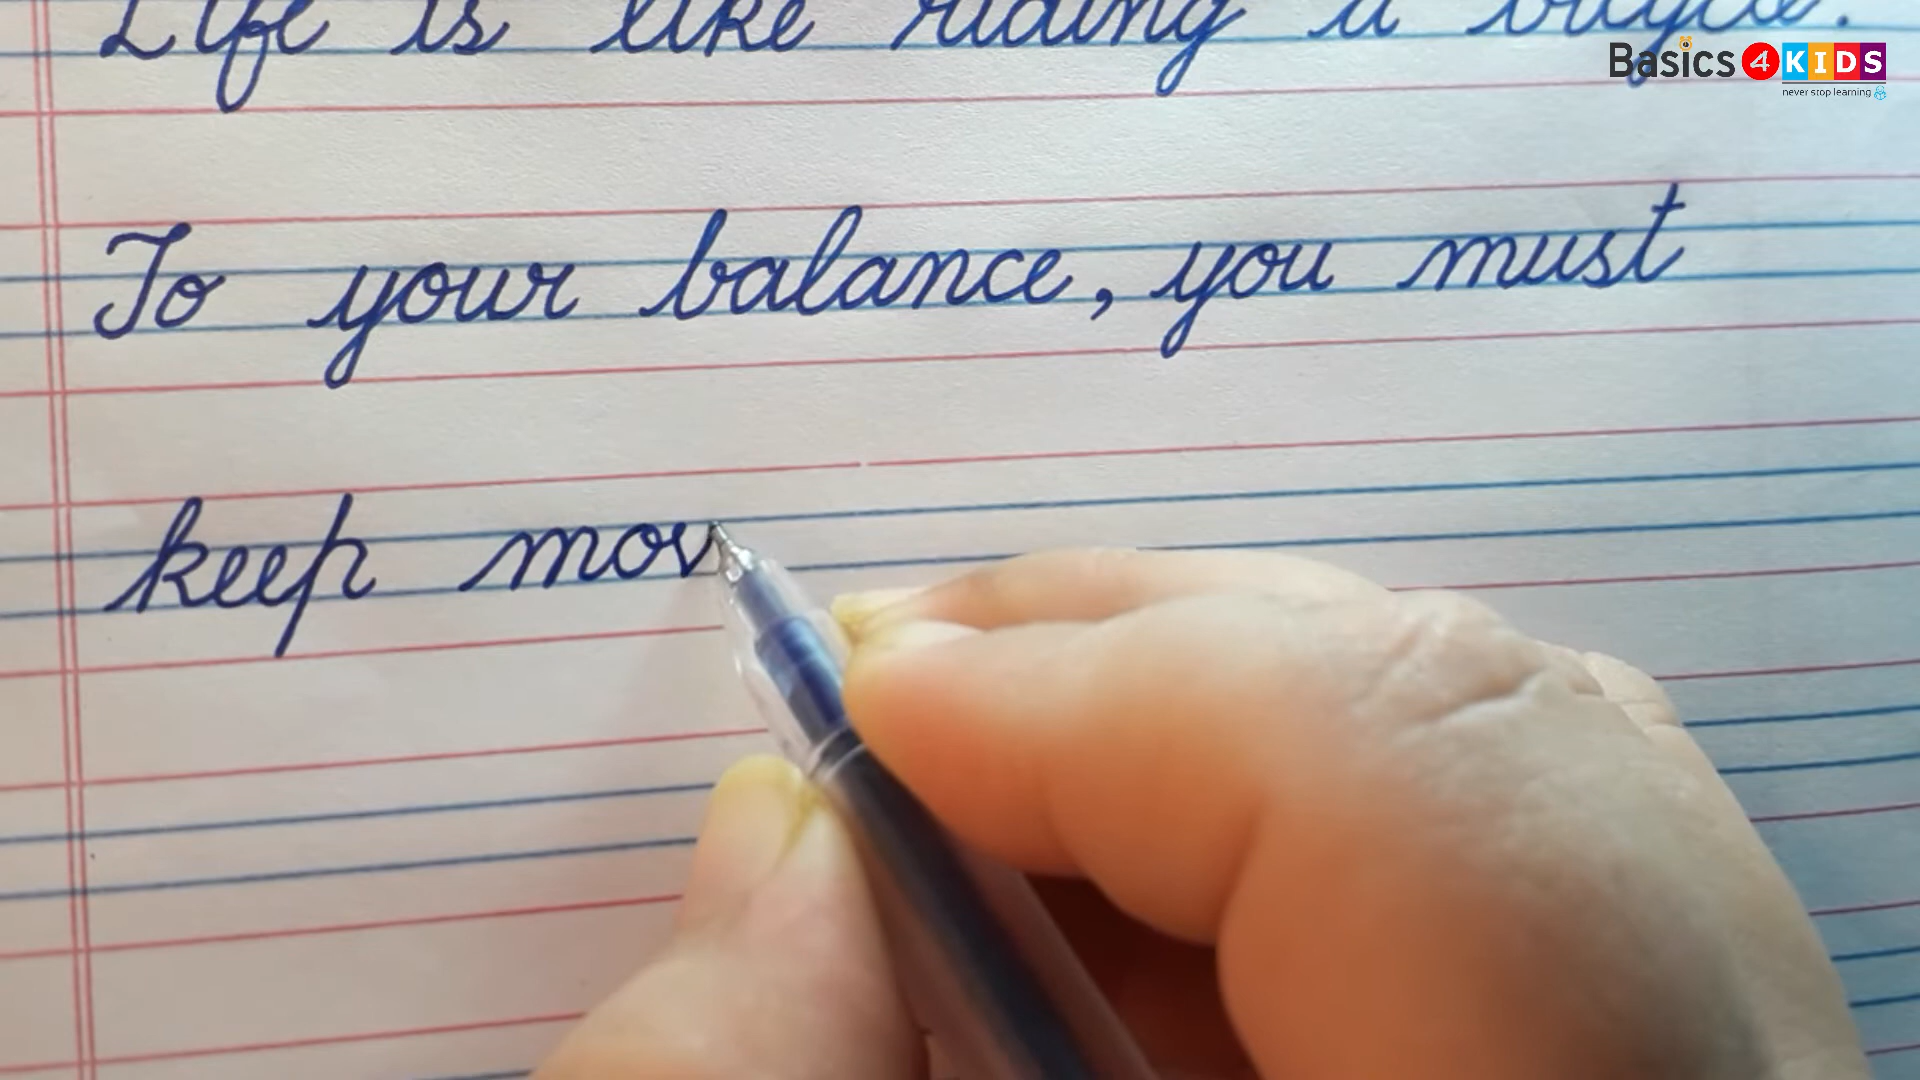 Life is like riding a bicycle.
Basics 4 KIDS
never stop learning
To your balance, you must
keep mov